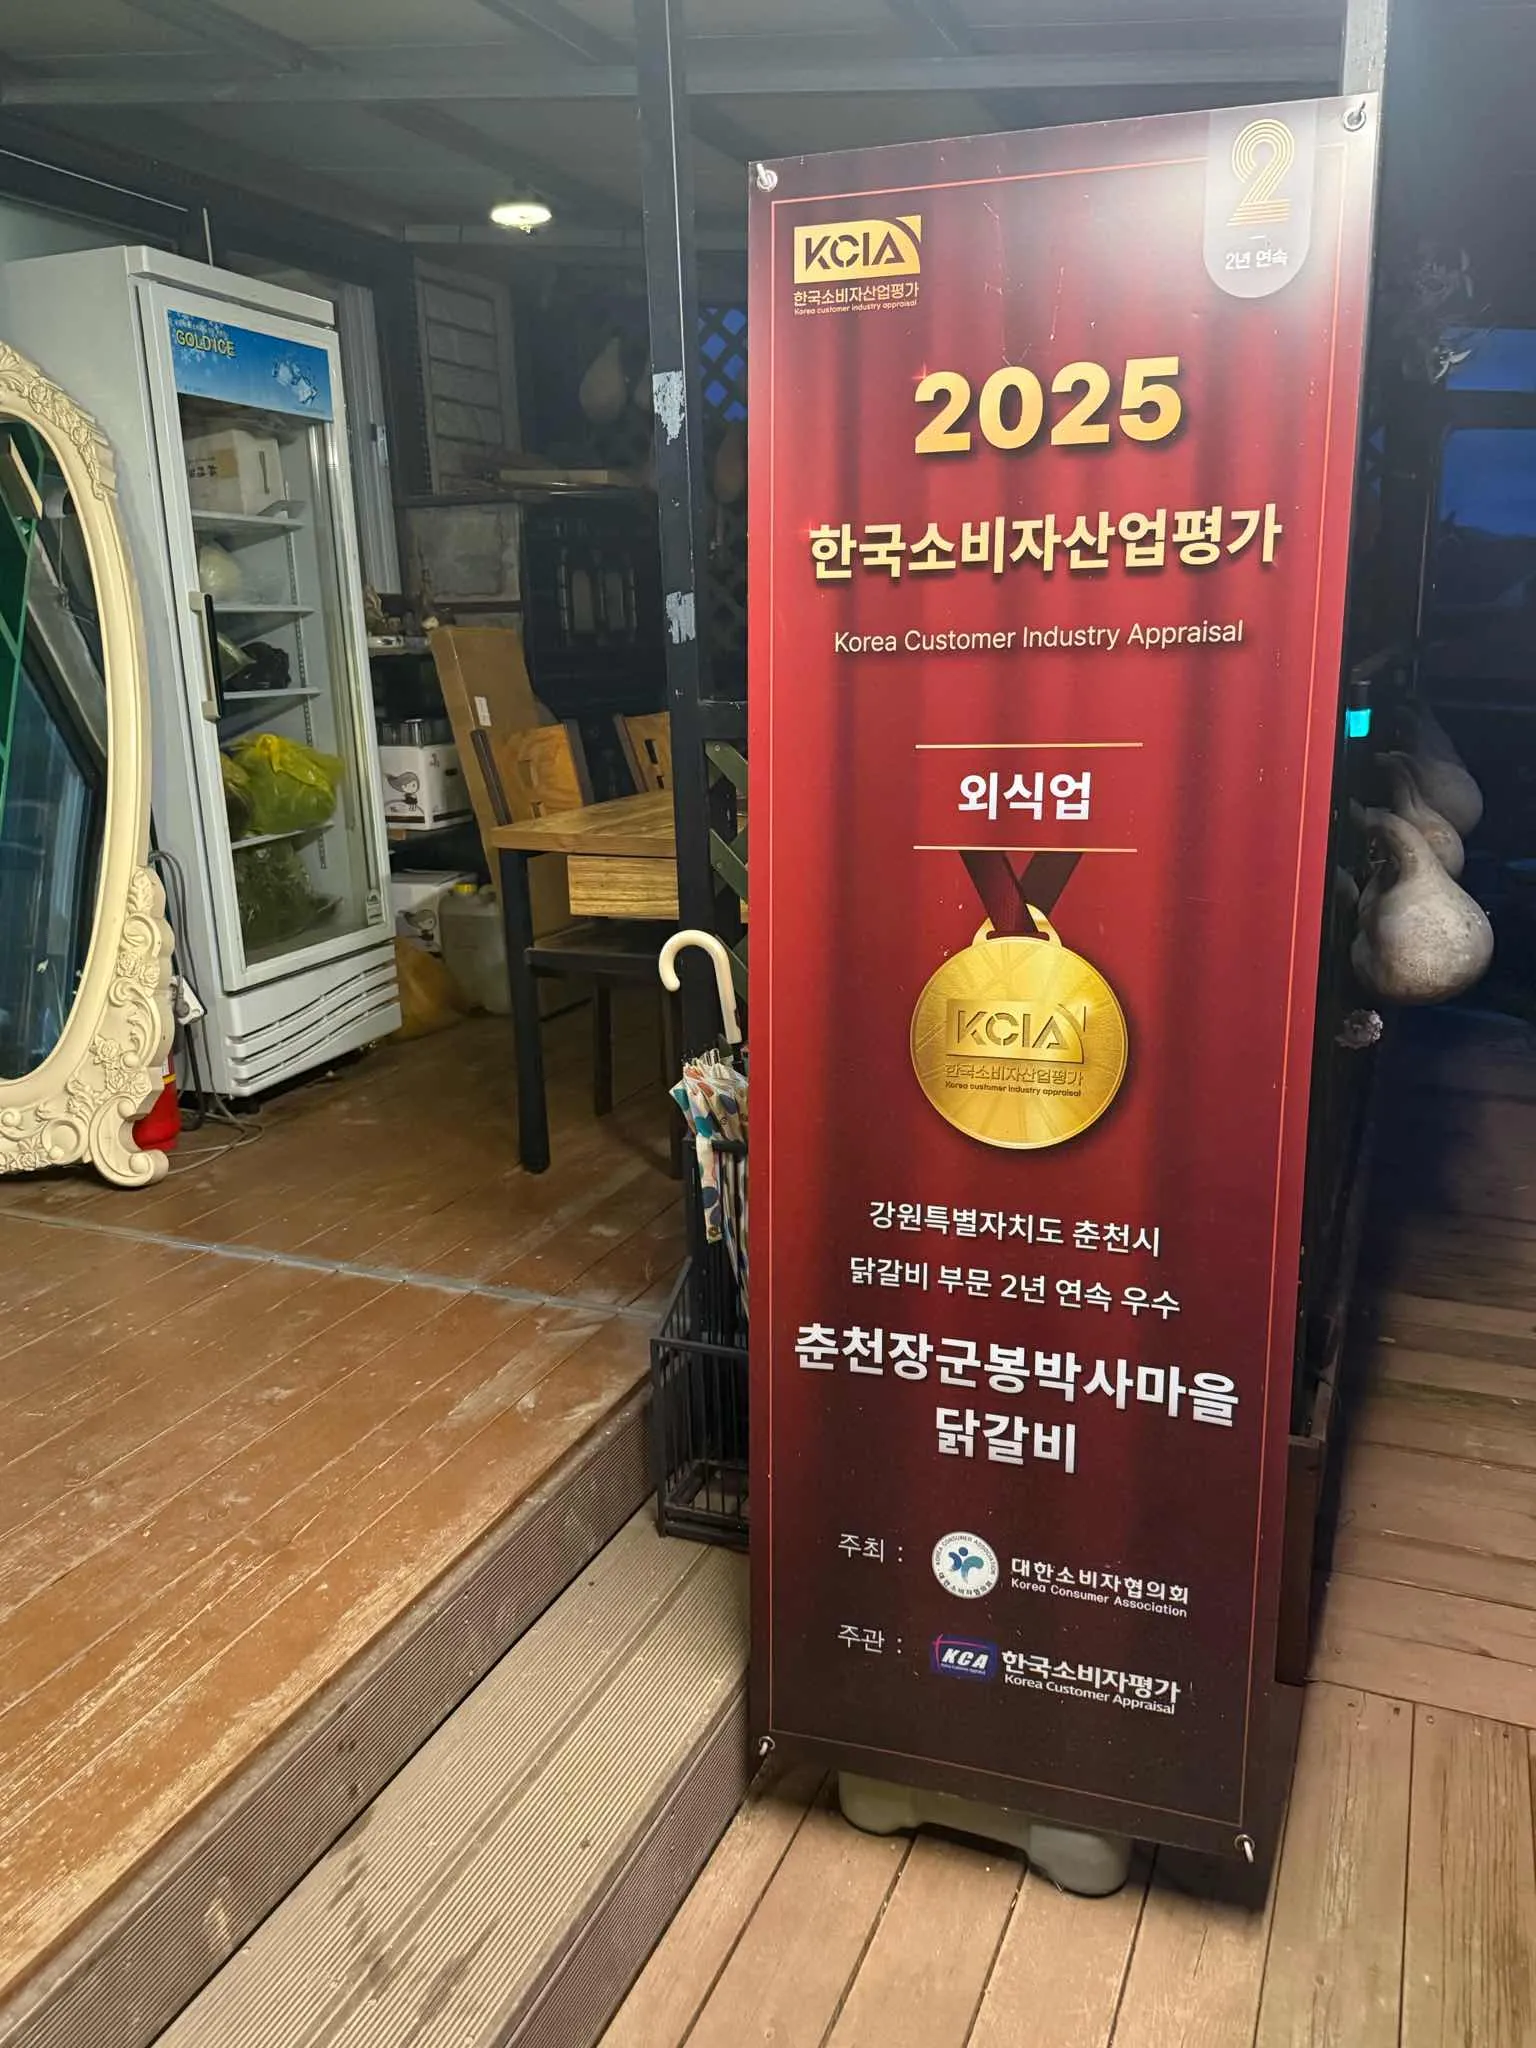 GOLD ICE
2
2년 연속
KCIA
한국소비자산업평가
Korea customer industry appraisal
2025
한국소비자산업평가
Korea Customer Industry Appraisal
외식업
KCIA
한국소비자산업평가
Korea customer industry appraisal
강원특별자치도 춘천시
닭갈비 부문 2년 연속 우수
춘천장군봉박사마을
닭갈비
주최 :
대한소비자협의회
Korea Consumer Association
주관 :
KCA
한국소비자평가
Korea Customer Appraisal